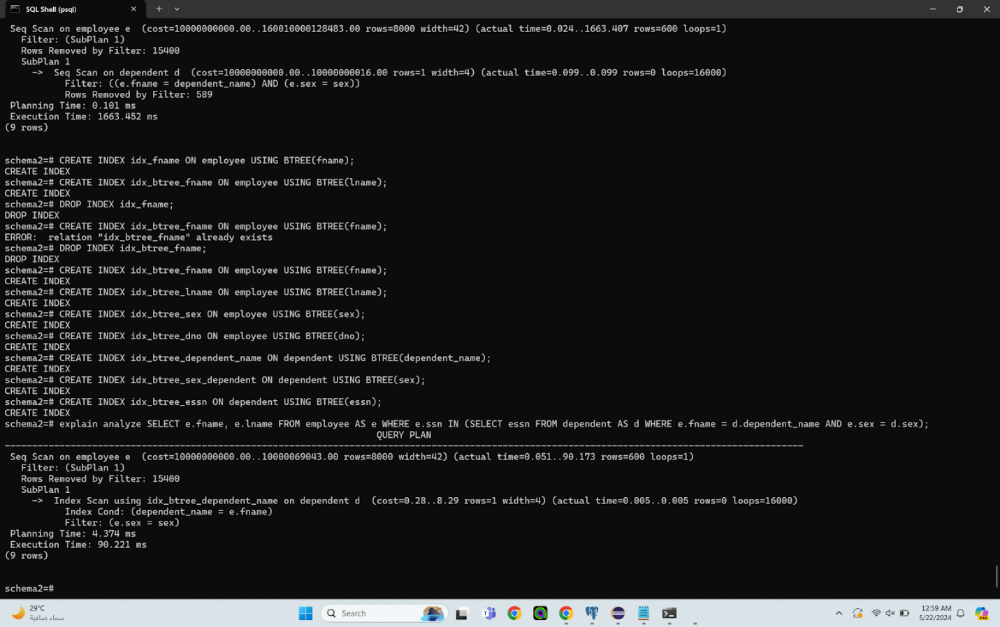 SQL Shell (psql)
Seq Scan on employee e  (cost=10000000000.00..160010000128483.00 rows=8000 width=42) (actual time=0.024..1663.407 rows=600 loops=1)
Filter: (SubPlan 1)
Rows Removed by Filter: 15400
SubPlan 1
->  Seq Scan on dependent d  (cost=10000000000.00..10000000016.00 rows=1 width=4) (actual time=0.099..0.099 rows=0 loops=16000)
Filter: ((e.fname = dependent_name) AND (e.sex = sex))
Rows Removed by Filter: 589
Planning Time: 0.101 ms
Execution Time: 1663.452 ms
(9 rows)
schema2=# CREATE INDEX idx_fname ON employee USING BTREE(fname);
CREATE INDEX
schema2=# CREATE INDEX idx_btree_fname ON employee USING BTREE(lname);
CREATE INDEX
schema2=# DROP INDEX idx_fname;
DROP INDEX
schema2=# CREATE INDEX idx_btree_fname ON employee USING BTREE(fname);
ERROR:  relation "idx_btree_fname" already exists
schema2=# DROP INDEX idx_btree_fname;
DROP INDEX
schema2=# CREATE INDEX idx_btree_fname ON employee USING BTREE(fname);
CREATE INDEX
schema2=# CREATE INDEX idx_btree_lname ON employee USING BTREE(lname);
CREATE INDEX
schema2=# CREATE INDEX idx_btree_sex ON employee USING BTREE(sex);
CREATE INDEX
schema2=# CREATE INDEX idx_btree_dno ON employee USING BTREE(dno);
CREATE INDEX
schema2=# CREATE INDEX idx_btree_dependent_name ON dependent USING BTREE(dependent_name);
CREATE INDEX
schema2=# CREATE INDEX idx_btree_sex_dependent ON dependent USING BTREE(sex);
CREATE INDEX
schema2=# CREATE INDEX idx_btree_essn ON dependent USING BTREE(essn);
CREATE INDEX
schema2=# explain analyze SELECT e.fname, e.lname FROM employee AS e WHERE e.ssn IN (SELECT essn FROM dependent AS d WHERE e.fname = d.dependent_name AND e.sex = d.sex);
QUERY PLAN
Seq Scan on employee e  (cost=10000000000.00..10000069043.00 rows=8000 width=42) (actual time=0.051..90.173 rows=600 loops=1)
Filter: (SubPlan 1)
Rows Removed by Filter: 15400
SubPlan 1
->  Index Scan using idx_btree_dependent_name on dependent d  (cost=0.28..8.29 rows=1 width=4) (actual time=0.005..0.005 rows=0 loops=16000)
Index Cond: (dependent_name = e.fname)
Filter: (e.sex = sex)
Planning Time: 4.374 ms
Execution Time: 90.221 ms
(9 rows)
schema2=#
29°C
سماء صافية
Search
12:59 AM
5/22/2024